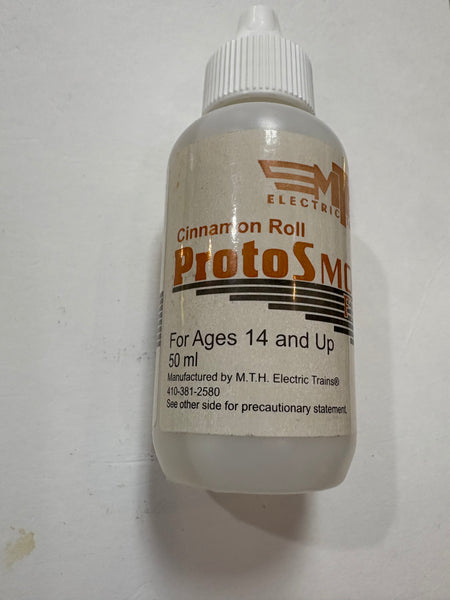 MT
ELECTRIC
Cinnamon Roll
ProtoSMO
For Ages 14 and Up
50 ml
Manufactured by M.T.H. Electric Trains®
410-381-2580
See other side for precautionary statement.